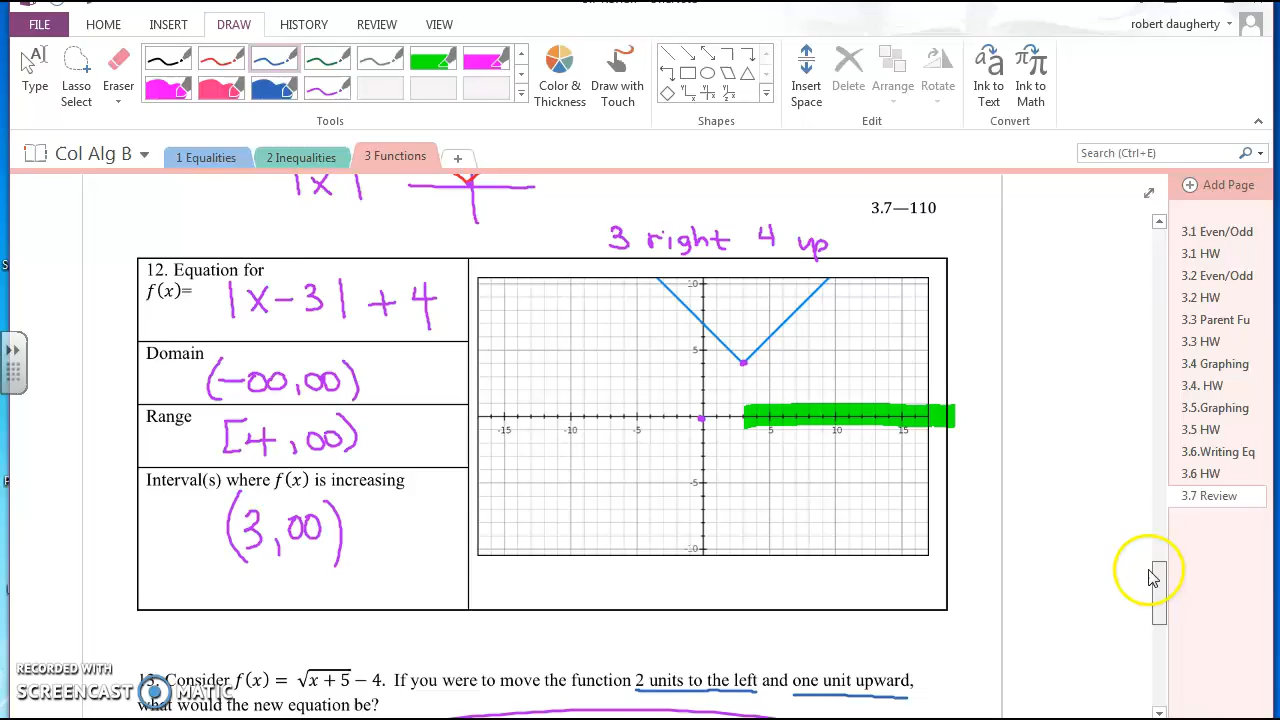 FILE HOME INSERT DRAW HISTORY REVIEW VIEW robert daugherty
Type Lasso Select Eraser Color & Thickness Draw with Touch Insert Space Delete Arrange Rotate Ink to Text Ink to Math
Tools Shapes Edit Convert
Col Alg B 1 Equalities 2 Inequalities 3 Functions + Search (Ctrl+E)
Add Page
3.1 Even/Odd
3.1 HW
3.2 Even/Odd
3.2 HW
3.3 Parent Fu
3.3 HW
3.4 Graphing
3.4. HW
3.5.Graphing
3.5 HW
3.6.Writing Eq
3.6 HW
3.7 Review
|x|
3.7—110
3 right 4 up
12. Equation for
f(x)= |x-3|+4
Domain
(-∞,∞)
Range
[4,∞)
Interval(s) where f(x) is increasing
(3,∞)
10
5
-15 -10 -5 5 10 15
-5
-10
13. Consider f(x) = √x + 5 − 4. If you were to move the function 2 units to the left and one unit upward,
what would the new equation be?
RECORDED WITH
SCREENCAST MATIC